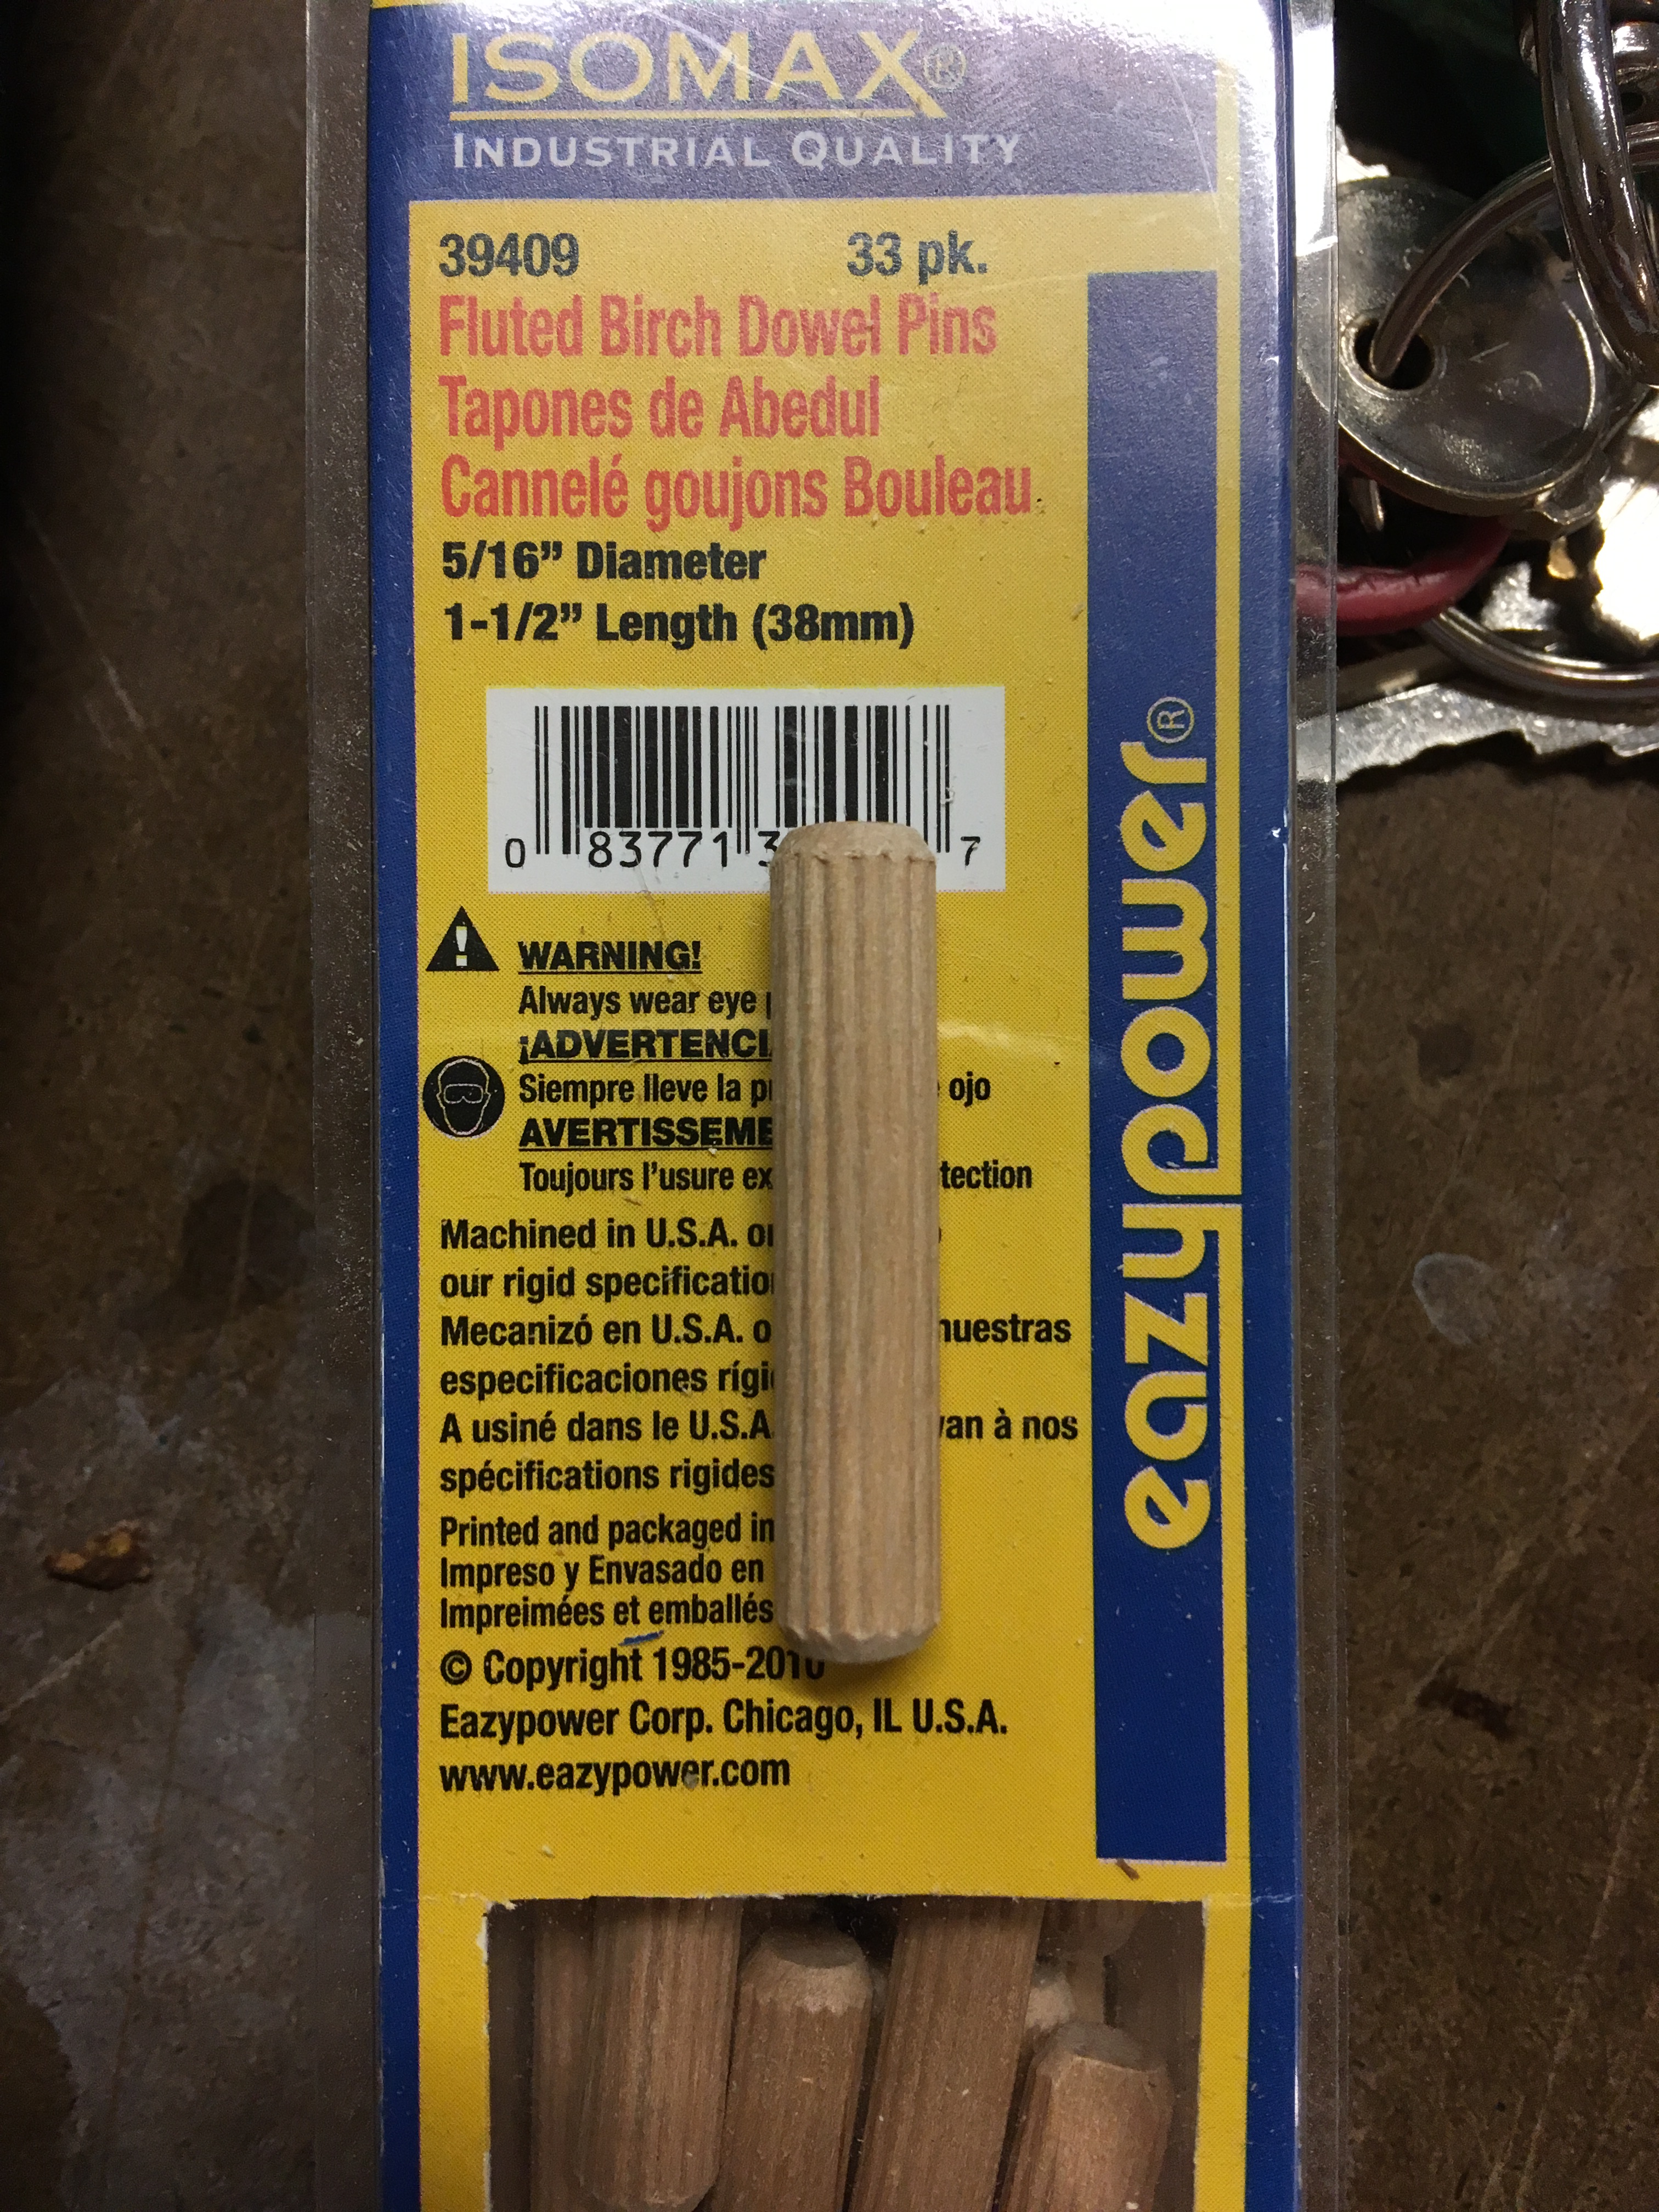 ISOMAX®
INDUSTRIAL QUALITY
39409 33 pk.
Fluted Birch Dowel Pins
Tapones de Abedul
Cannelé goujons Bouleau
5/16” Diameter
1-1/2” Length (38mm)
0 83771 3 7
WARNING!
Always wear eye
¡ADVERTENCI
Siempre lleve la ojo
AVERTISSEME
Toujours l’usure tection
Machined in U.S.A.
our rigid specificatio
Mecanizó en U.S.A. o nuestras
especificaciones
A usiné dans le U.S.A. à nos
spécifications rigides
Printed and packaged in
Impreso y Envasado en
Impreimées et emballés
© Copyright 1985-2010
Eazypower Corp. Chicago, IL U.S.A.
www.eazypower.com
eazypower®